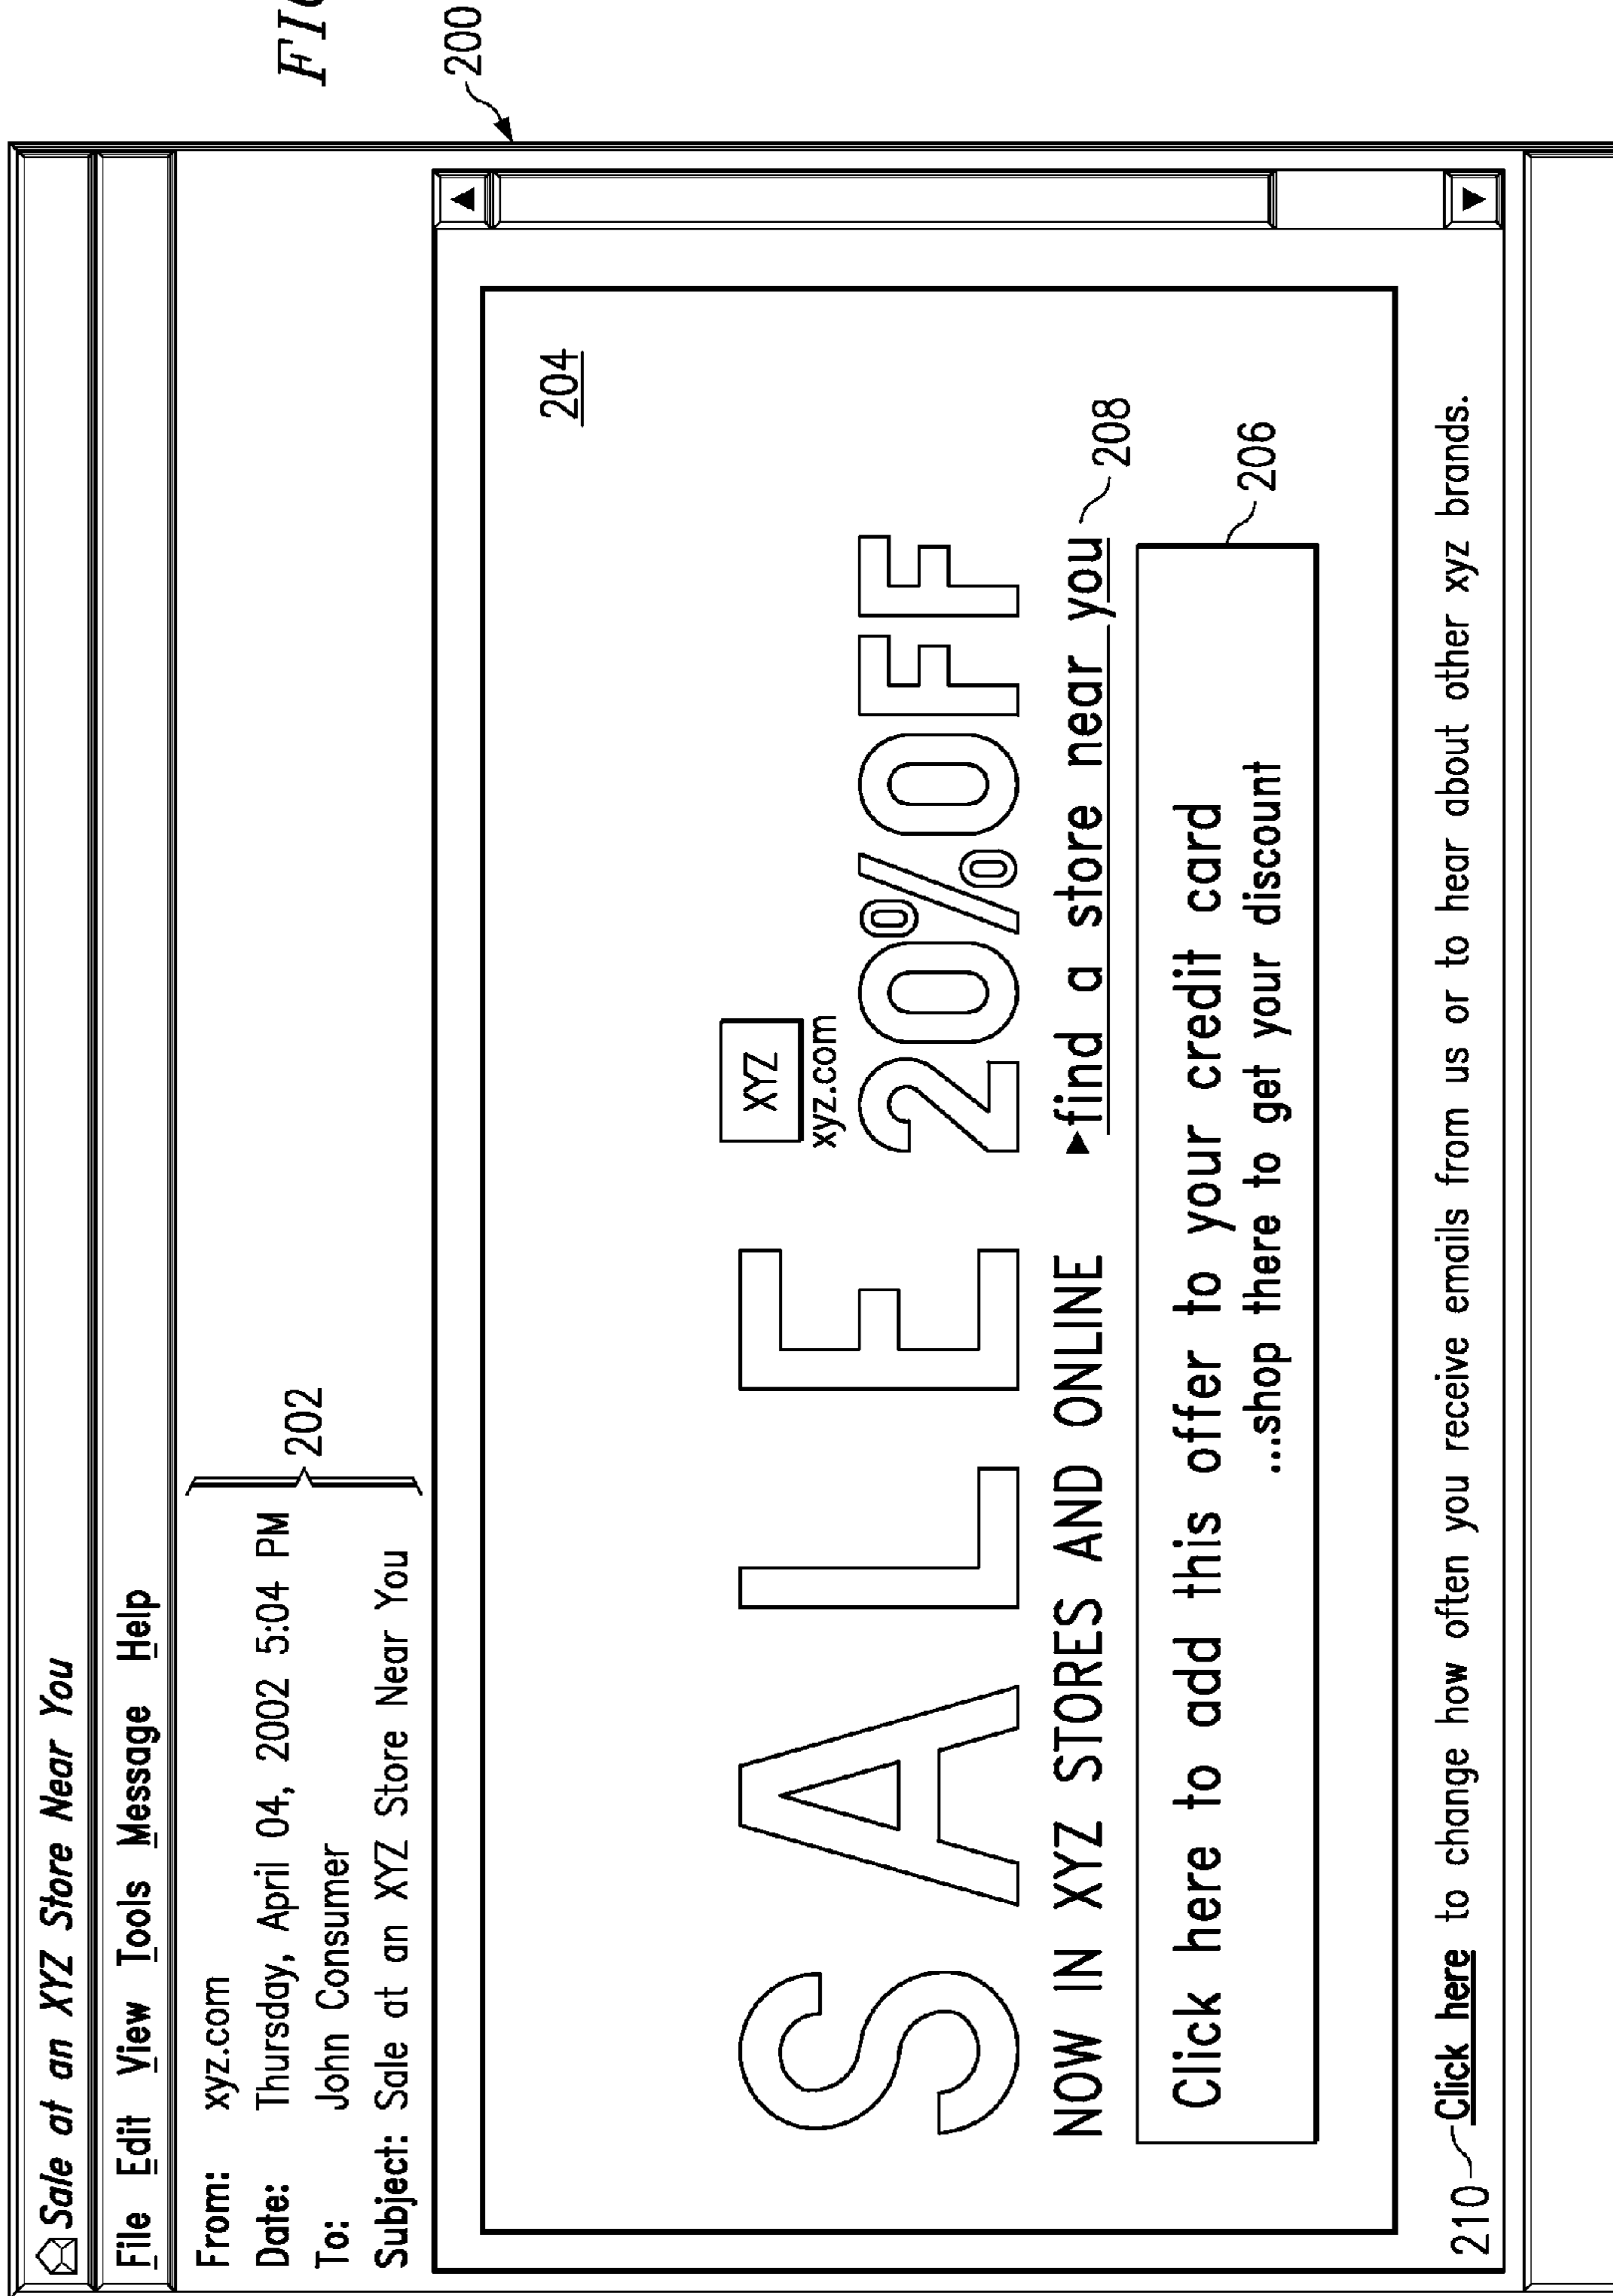 FIG
200
Sale at an XYZ Store Near You
File Edit View Tools Message Help
From: xyz.com
Date: Thursday, April 04, 2002 5:04 PM
To: John Consumer
Subject: Sale at an XYZ Store Near You
202
204
XYZ
xyz.com
SALE 20%OFF
NOW IN XYZ STORES AND ONLINE ▸find a store near you 208
206
Click here to add this offer to your credit card
...shop there to get your discount
210 Click here to change how often you receive emails from us or to hear about other xyz brands.